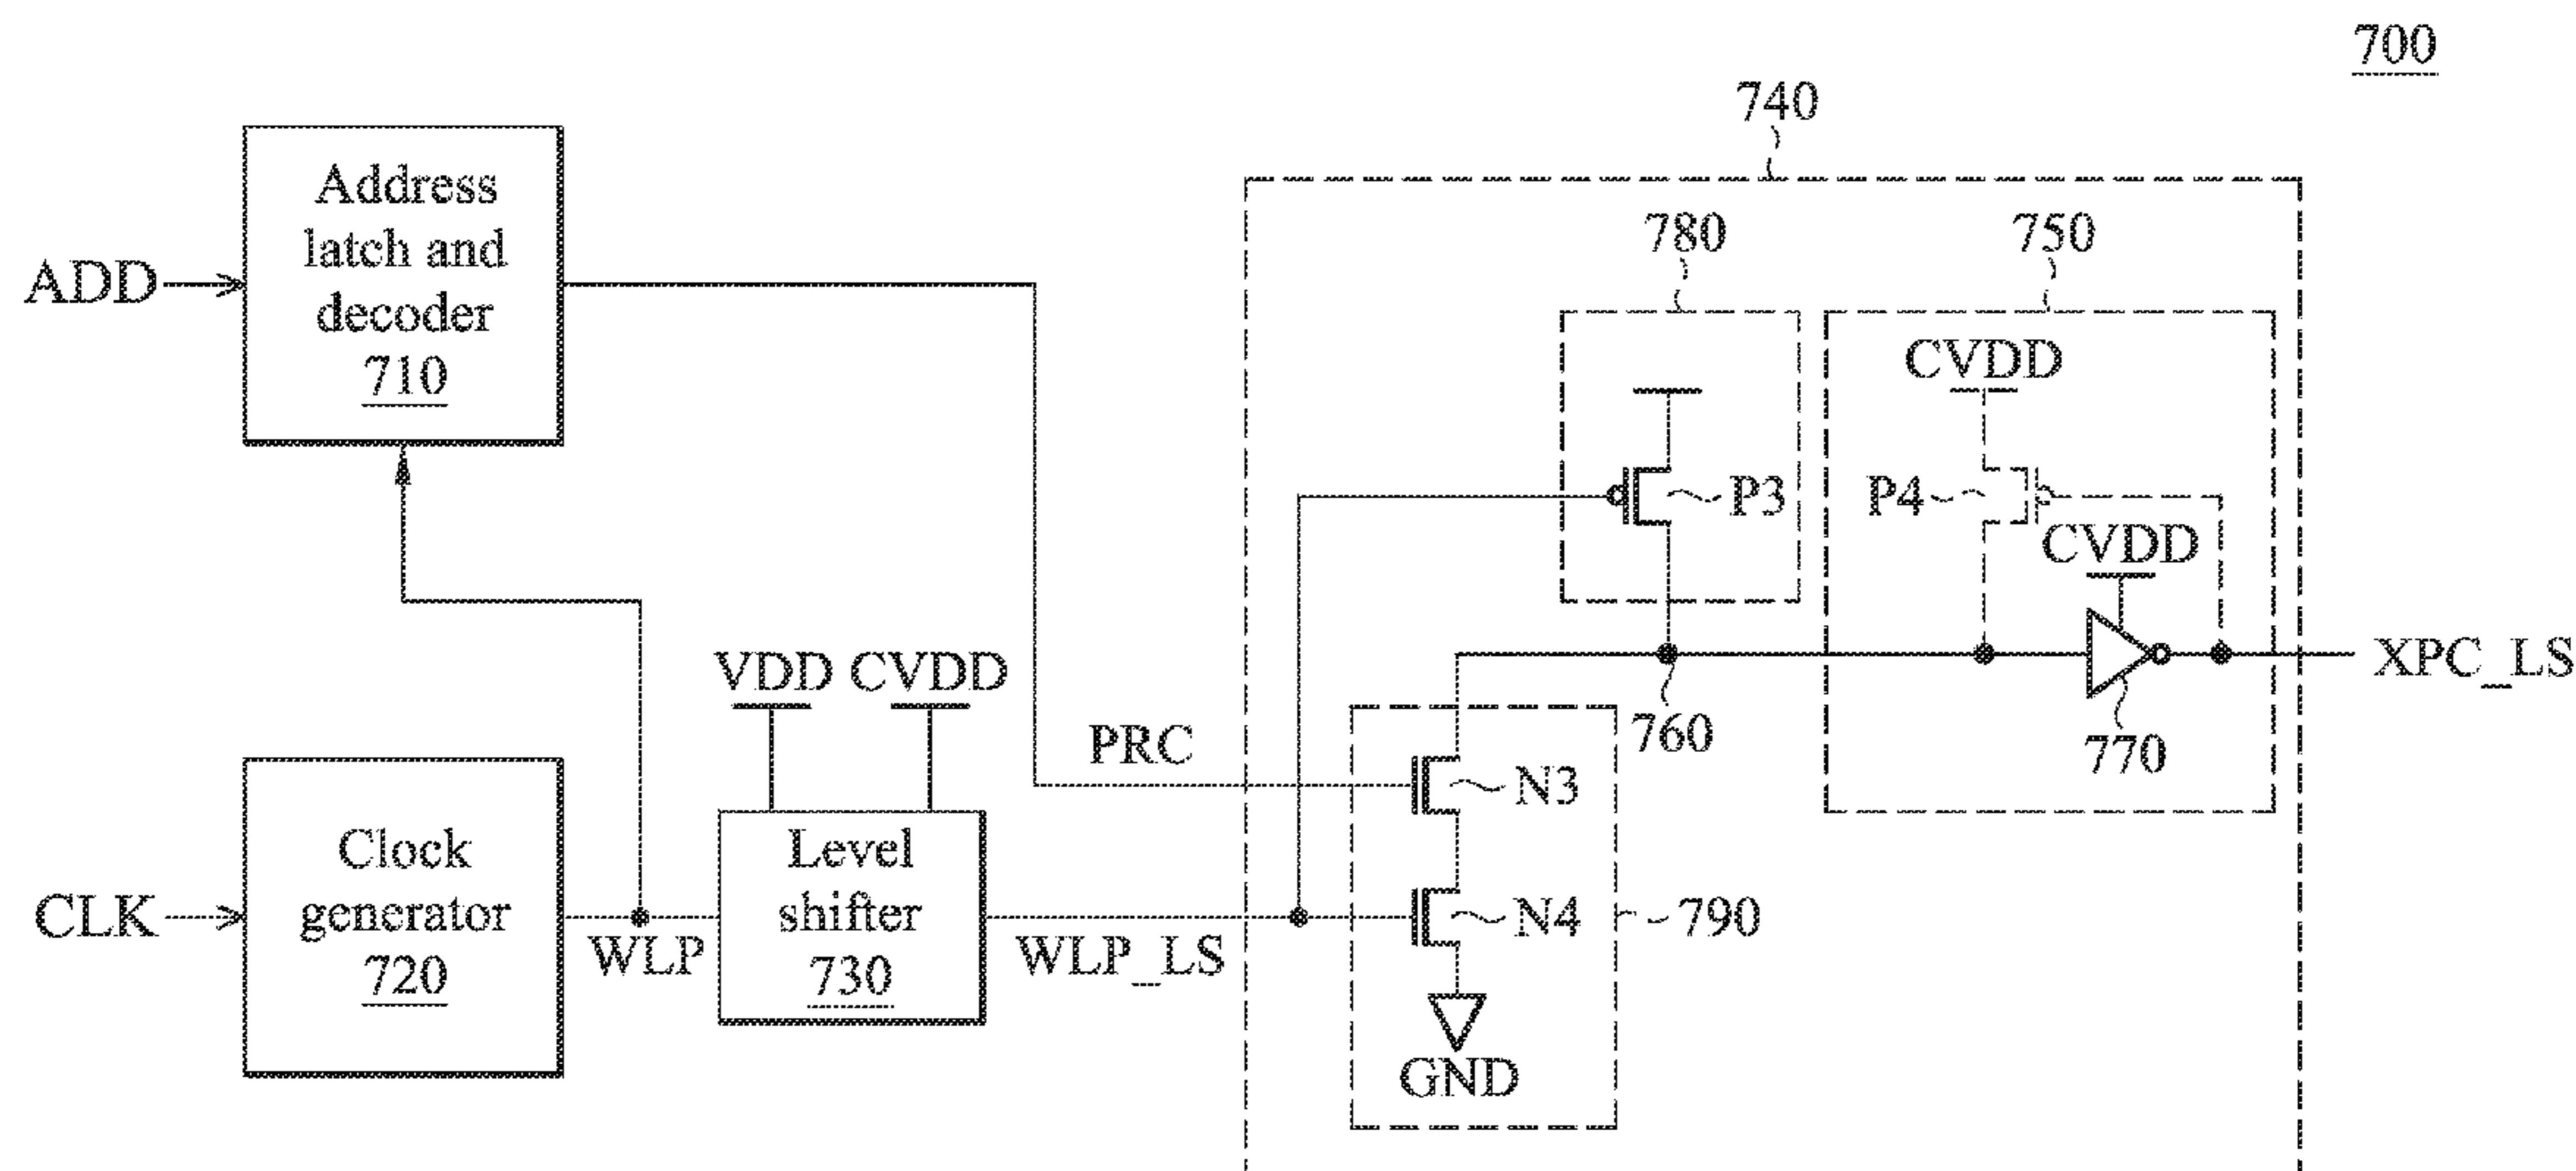 700
740
Address
latch and
decoder
710
ADD
780
750
CVDD
P3
P4
CVDD
XPC_LS
VDD CVDD
760
770
PRC
N3
Clock
generator
720
CLK
WLP
Level
shifter
730
WLP_LS
N4
790
GND